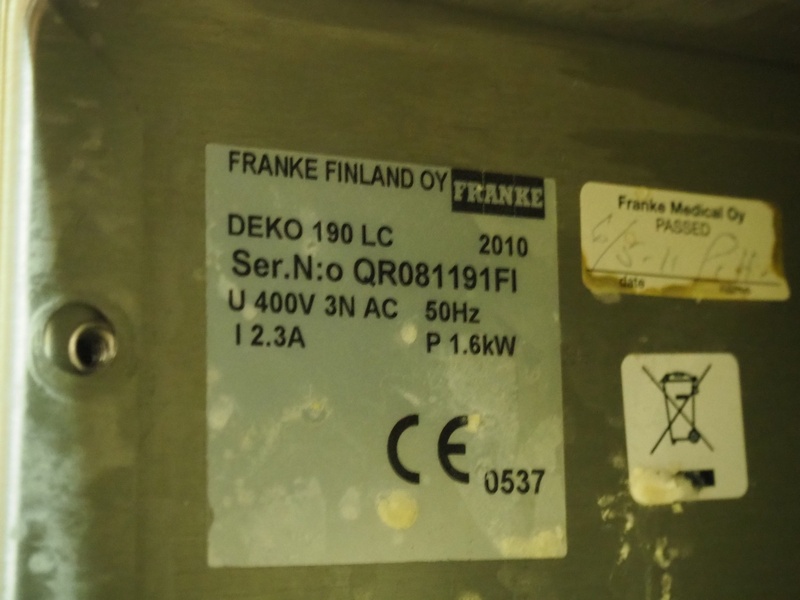 FRANKE FINLAND OY FRANKE
DEKO 190 LC 2010
Ser.N:o QR081191FI
U 400V 3N AC 50Hz
I 2.3A P 1.6kW
CE 0537
Franke Medical Oy
PASSED
date